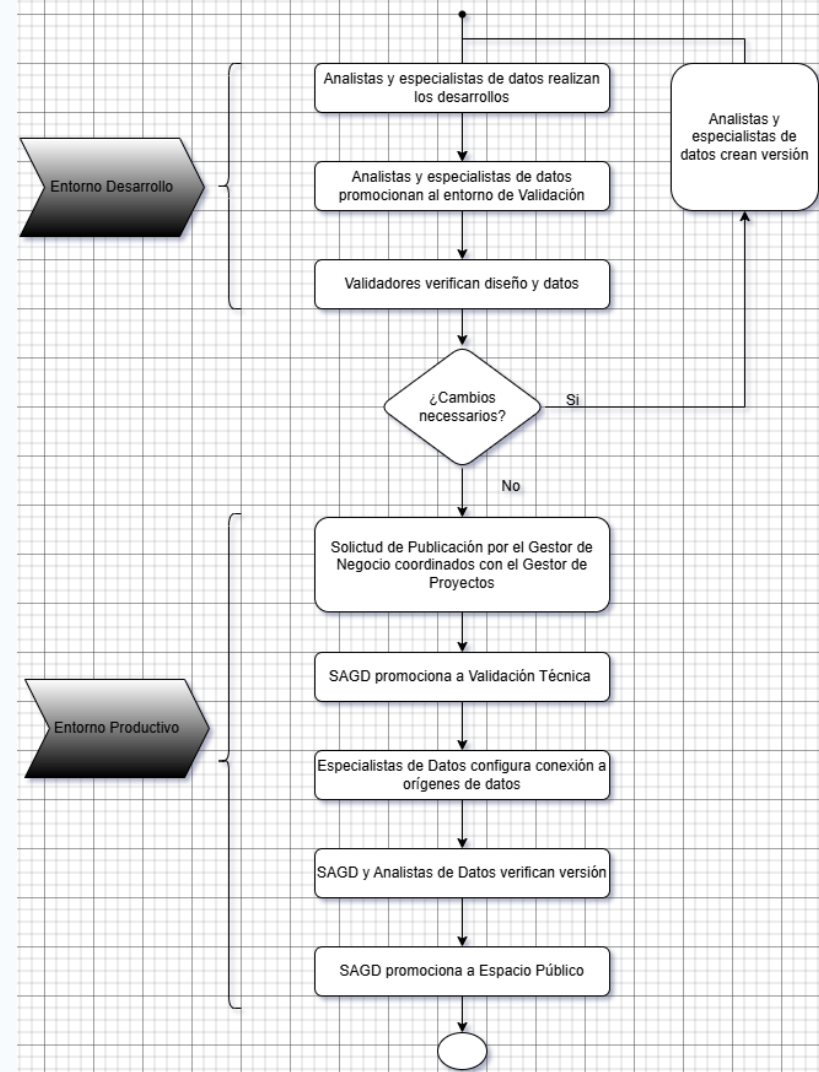 Analistas y especialistas de datos realizan
los desarrollos
Analistas y
especialistas de
datos crean versión
Entorno Desarrollo
Analistas y especialistas de datos
promocionan al entorno de Validación
Validadores verifican diseño y datos
¿Cambios
necessarios?
Si
No
Solictud de Publicación por el Gestor de
Negocio coordinados con el Gestor de
Proyectos
SAGD promociona a Validación Técnica
Entorno Productivo
Especialistas de Datos configura conexión a
orígenes de datos
SAGD y Analistas de Datos verifican versión
SAGD promociona a Espacio Público